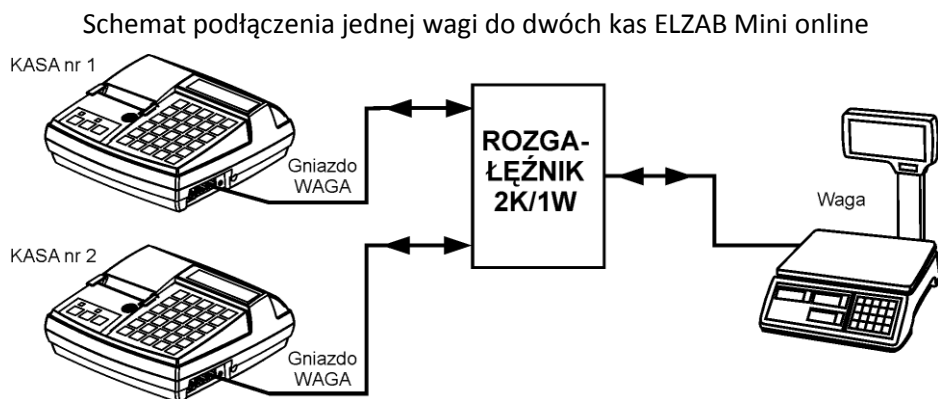 Schemat podłączenia jednej wagi do dwóch kas ELZAB Mini online
KASA nr 1
Gniazdo
WAGA
ROZGA-
ŁĘŹNIK
2K/1W
Waga
KASA nr 2
Gniazdo
WAGA